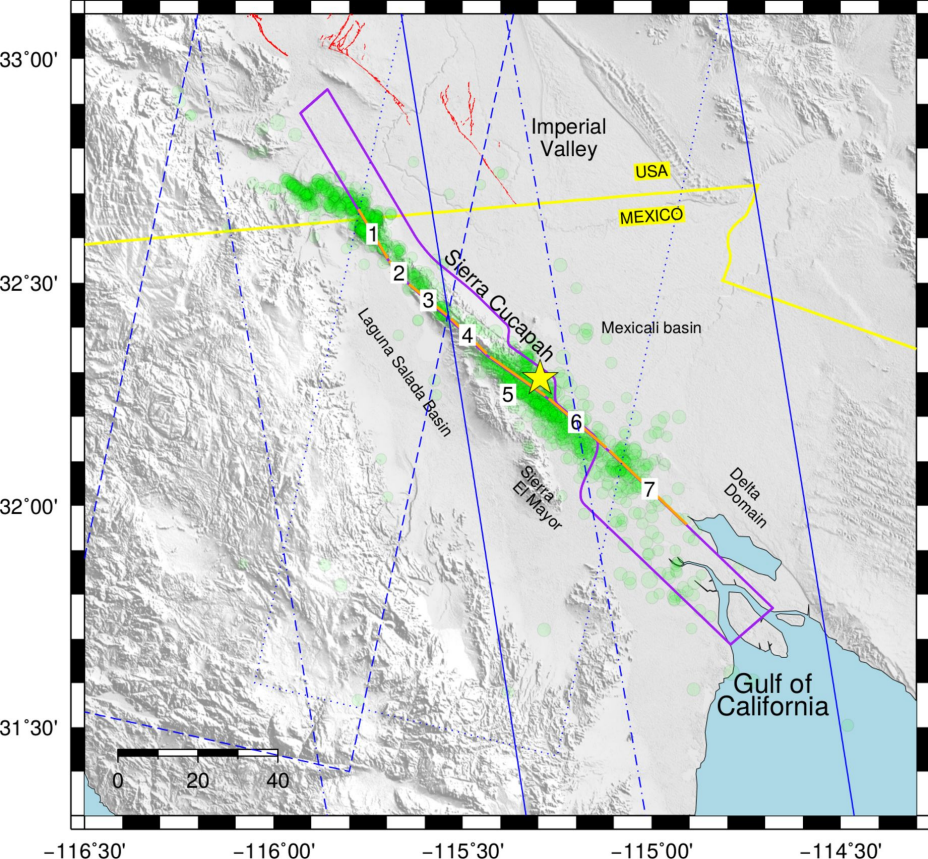 33°00'
32°30'
32°00'
31°30'
−116°30'
−116°00'
−115°30'
−115°00'
−114°30'
Imperial
Valley
USA
MEXICO
Sierra Cucapah
Laguna Salada Basin
Mexicali basin
1
2
3
4
5
6
7
Sierra
El Mayor
Delta
Domain
Gulf of
California
0
20
40